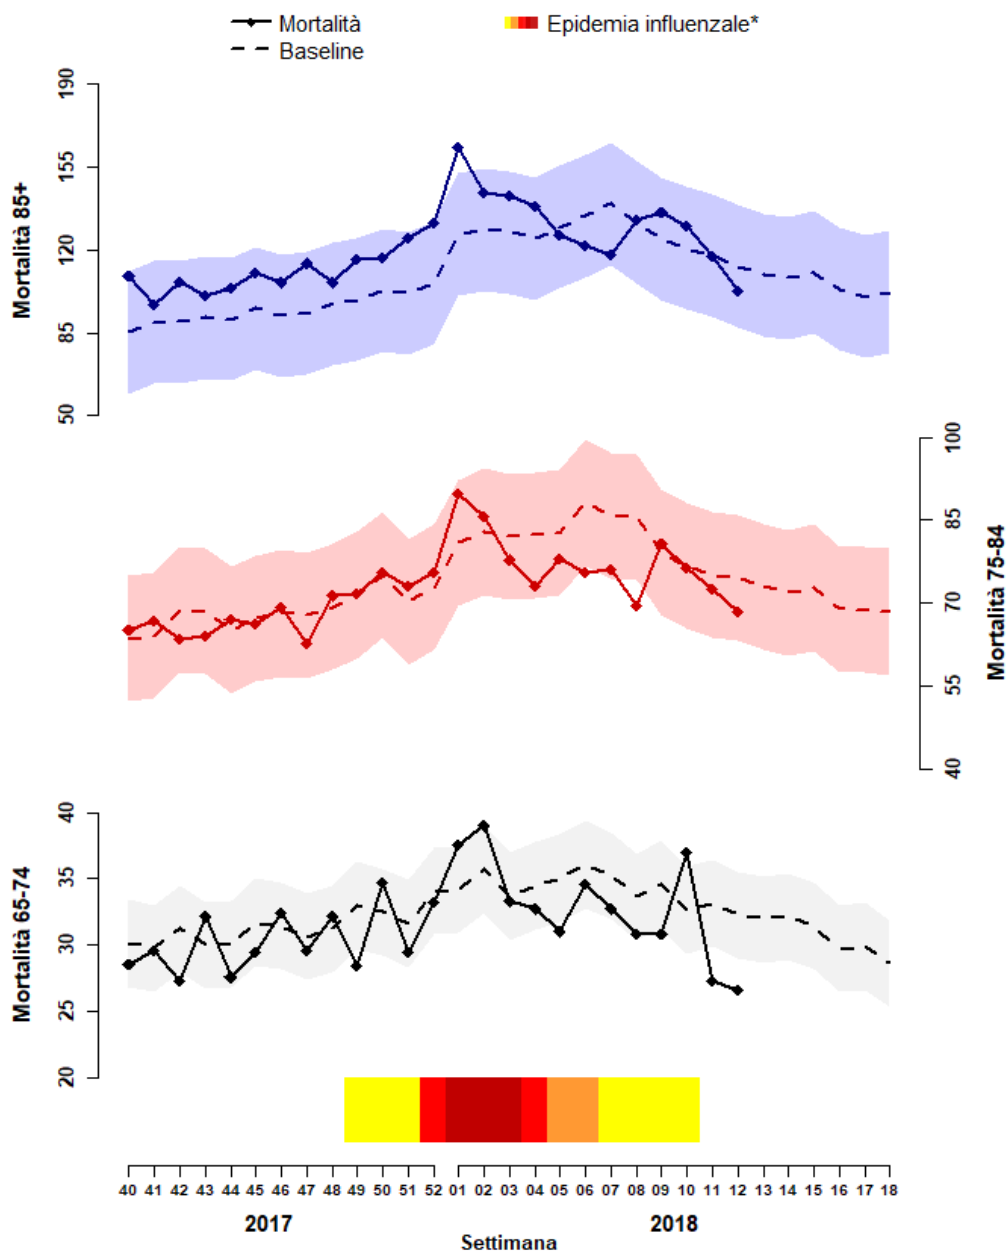 Mortalità
Baseline
Epidemia influenzale*
Mortalità 85+
190
155
120
85
50
Mortalità 75-84
100
85
70
55
40
Mortalità 65-74
40
35
30
25
20
40 41 42 43 44 45 46 47 48 49 50 51 52 01 02 03 04 05 06 07 08 09 10 11 12 13 14 15 16 17 18
2017 2018
Settimana